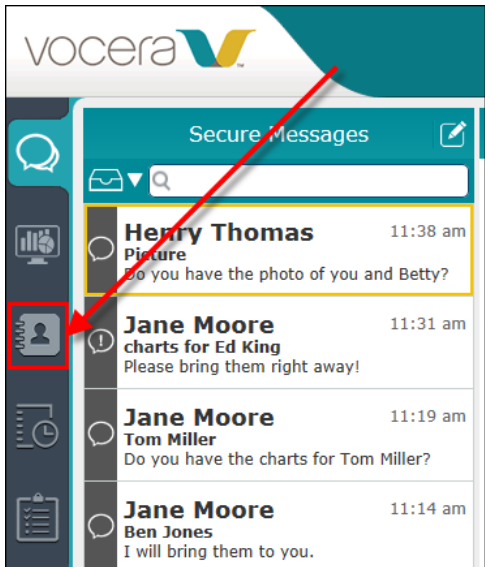 vocera
Secure Messages
Henry Thomas 11:38 am
Picture
Do you have the photo of you and Betty?
Jane Moore 11:31 am
charts for Ed King
Please bring them right away!
Jane Moore 11:19 am
Tom Miller
Do you have the charts for Tom Miller?
Jane Moore 11:14 am
Ben Jones
I will bring them to you.